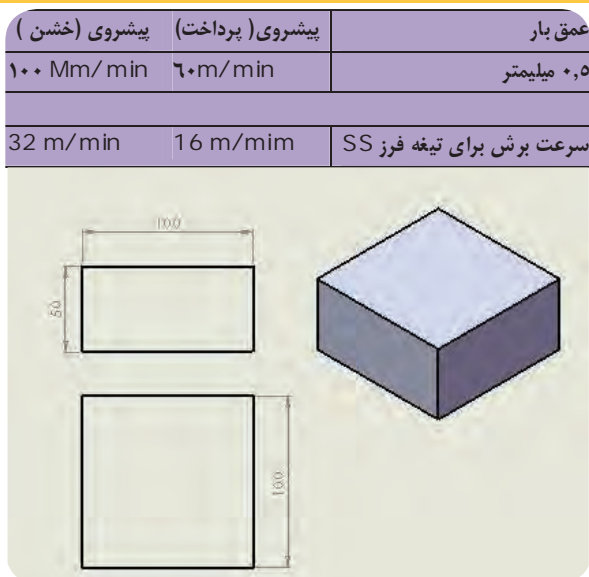 عمق بار پیشروی( پرداخت) پیشروی (خشن )
۰,۵ میلیمتر ٦۰m/min ۱۰۰ Mm/min
سرعت برش برای تیغه فرز SS 16 m/mim 32 m/min
100
50
100